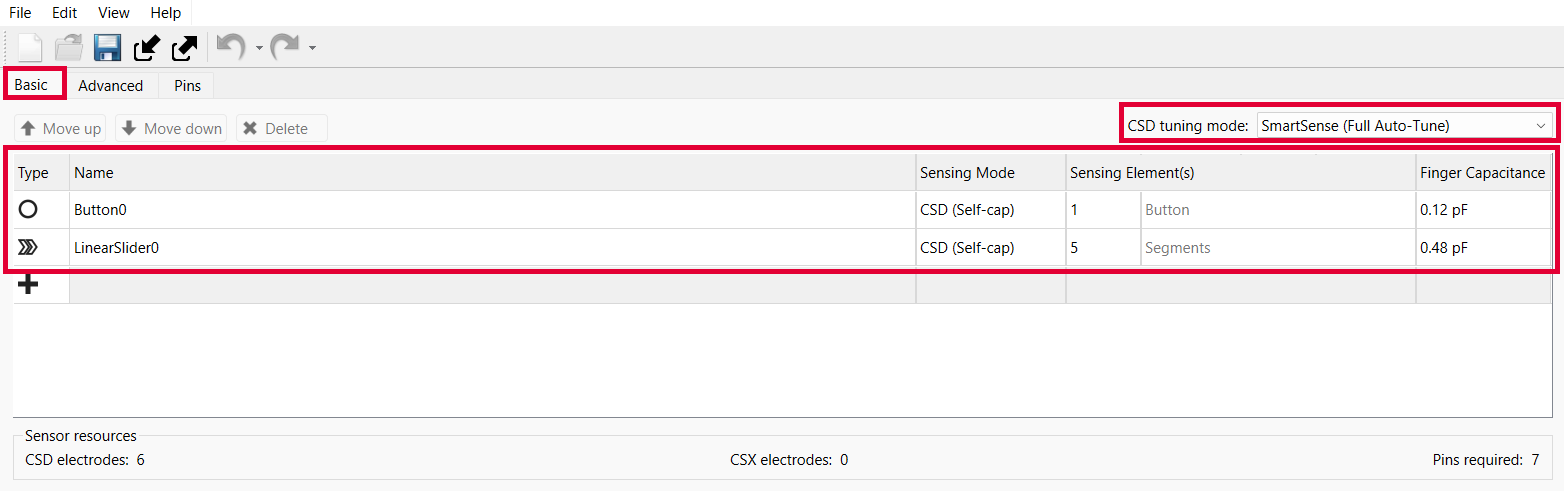 File Edit View Help
Basic Advanced Pins
Move up Move down Delete CSD tuning mode: SmartSense (Full Auto-Tune)
Type Name Sensing Mode Sensing Element(s) Finger Capacitance
Button0 CSD (Self-cap) 1 Button 0.12 pF
LinearSlider0 CSD (Self-cap) 5 Segments 0.48 pF
Sensor resources
CSD electrodes: 6 CSX electrodes: 0 Pins required: 7